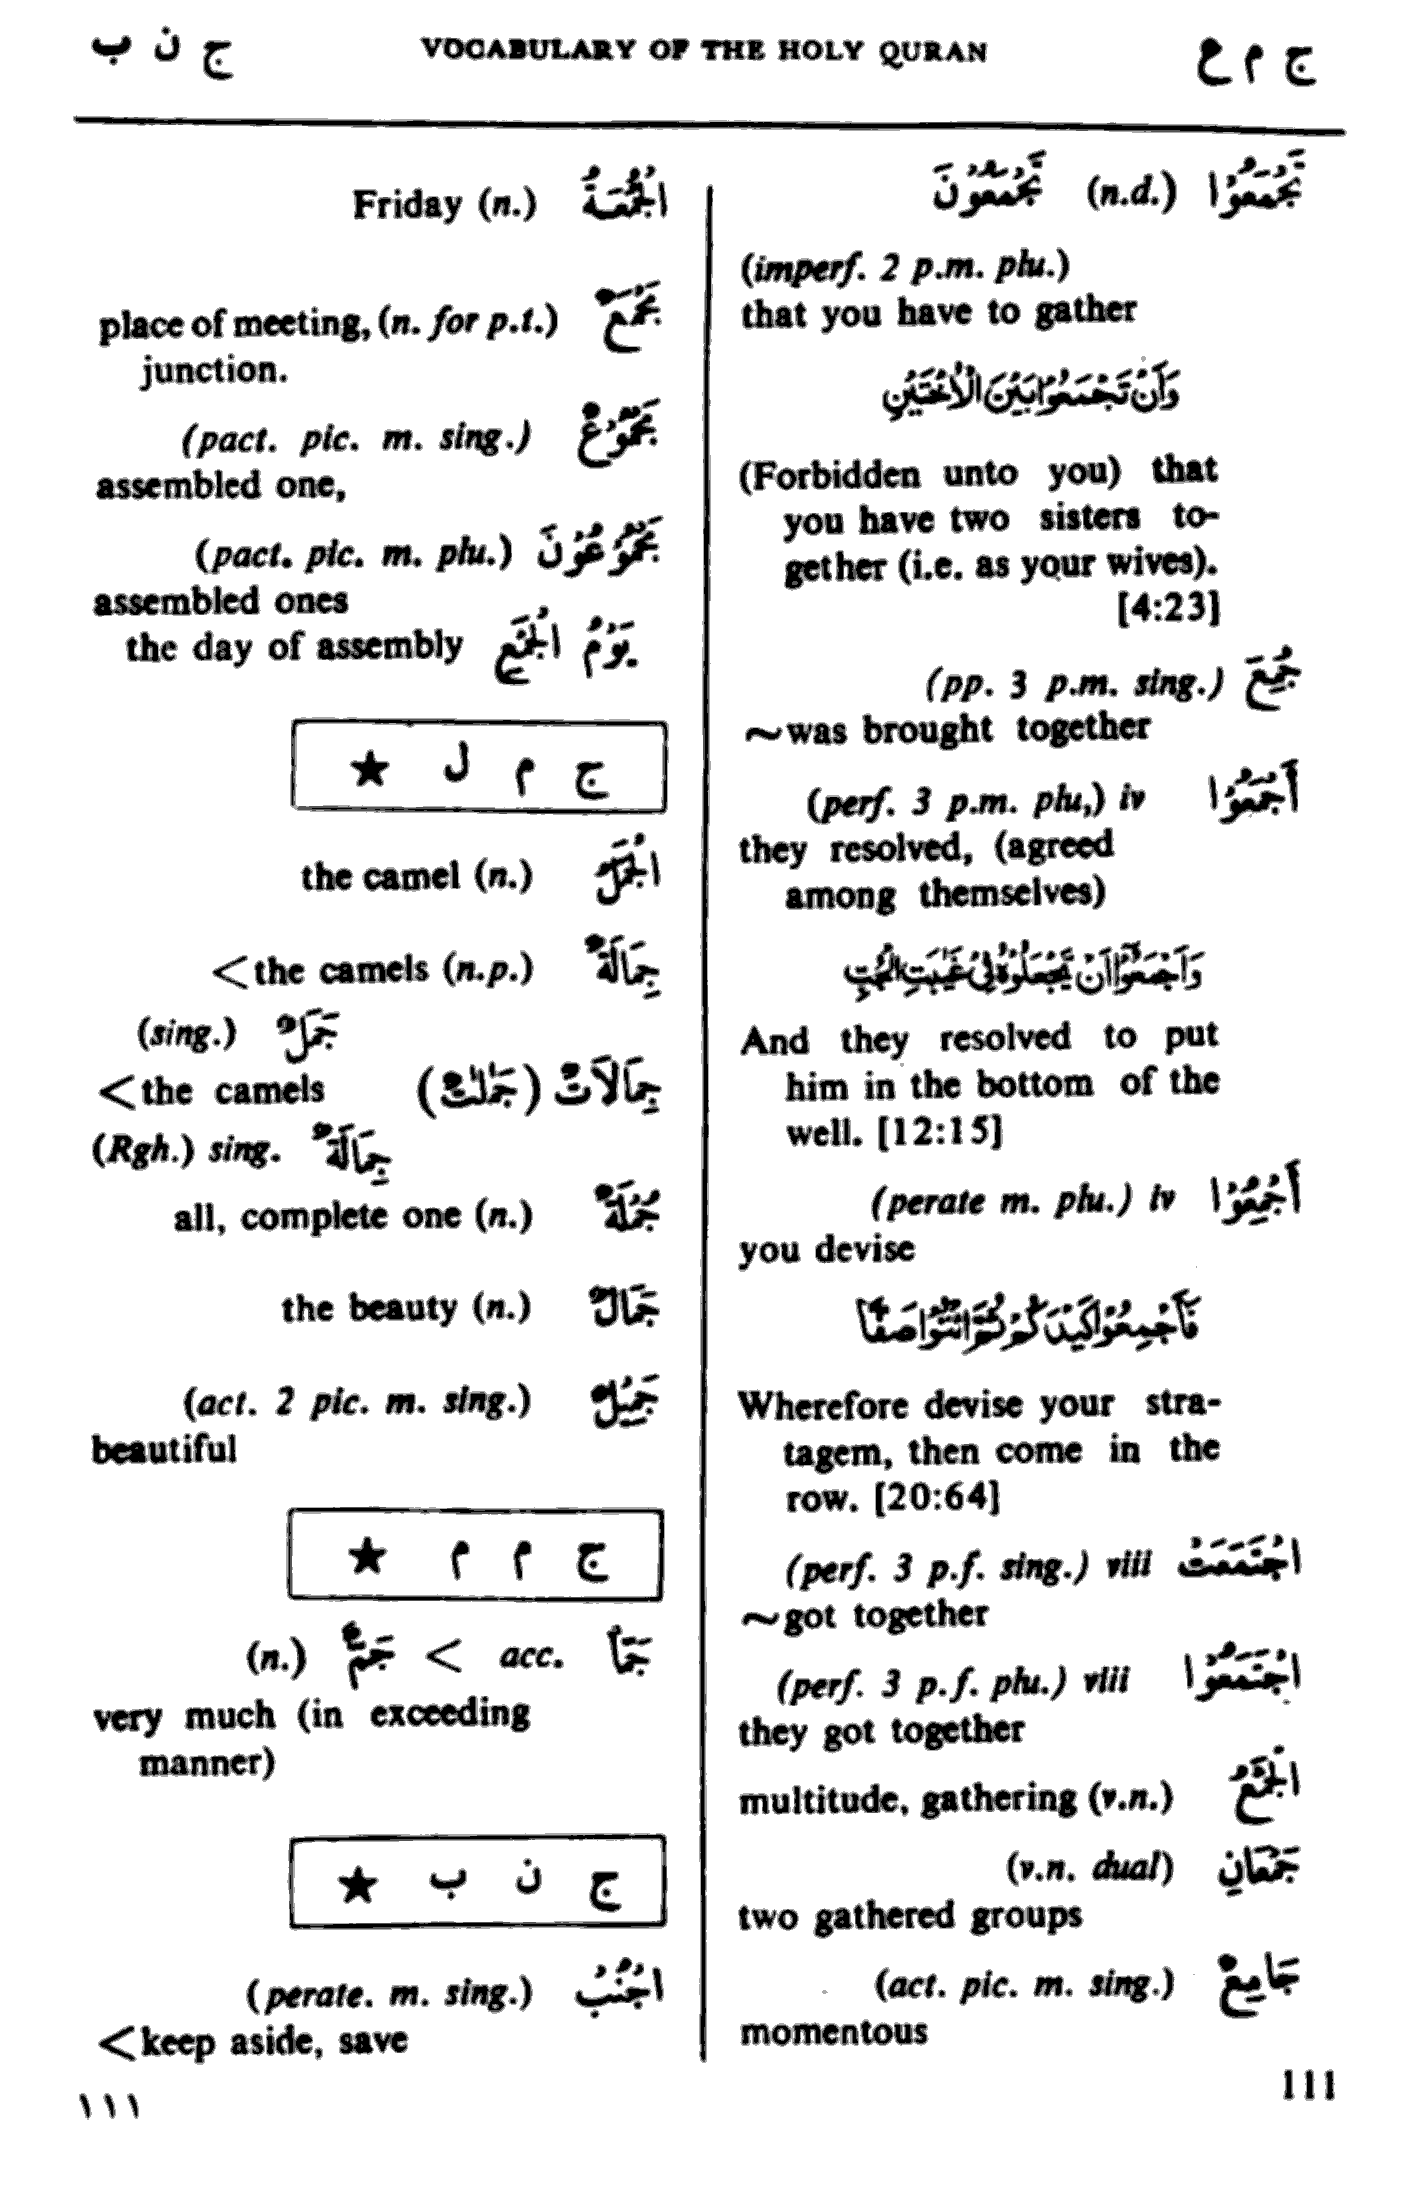 ج ن ب VOCABULARY OF THE HOLY QURAN ج م ع
تَجْمَعُوْا (n.d.) تَجْمَعُوْنَ
(imperf. 2 p.m. plu.)
that you have to gather
وَاَنْ تَجْمَعُوْا بَيْنَ الْاُخْتَيْنِ
(Forbidden unto you) that
you have two sisters to-
gether (i.e. as your wives).
[4:23]
(pp. 3 p.m. sing.) جُمِعَ
~was brought together
(perf. 3 p.m. plu,) iv أَجْمَعُوْا
they resolved, (agreed
among themselves)
وَاَجْمَعُوْٓا اَنْ يَّجْعَلُوْهُ فِيْ غَيٰبَتِ الْجُبِّ
And they resolved to put
him in the bottom of the
well. [12:15]
(perate m. plu.) iv أَجْمِعُوْا
you devise
فَاَجْمِعُوْا كَيْدَكُمْ ثُمَّ ائْتُوْا صَفًّا
Wherefore devise your stra-
tagem, then come in the
row. [20:64]
(perf. 3 p.f. sing.) viii اجْتَمَعَتْ
~got together
(perf. 3 p.f. plu.) viii اجْتَمَعُوْا
they got together
multitude, gathering (v.n.) الْجَمْعُ
(v.n. dual) جَمْعَانِ
two gathered groups
(act. pic. m. sing.) جَامِعٌ
momentous
Friday (n.) الْجُمُعَةُ
place of meeting, (n. for p.t.) مَجْمَعٌ
junction.
(pact. pic. m. sing.) مَجْمُوْعٌ
assembled one,
(pact. pic. m. plu.) مَجْمُوْعُوْنَ
assembled ones
the day of assembly يَوْمُ الْجَمْعِ
ج م ل ★
the camel (n.) الْجَمَلُ
<the camels (n.p.) جِمَالَةٌ
(sing.) جَمَلٌ
<the camels جِمَالَاتٌ (جِمٰلٰتٌ)
(Rgh.) sing. جِمَالَةٌ
all, complete one (n.) جُمْلَةٌ
the beauty (n.) جَمَالٌ
(act. 2 pic. m. sing.) جَمِيْلٌ
beautiful
ج م م ★
(n.) جَمٌّ < acc. جَمًّا
very much (in exceeding
manner)
ج ن ب ★
(perate. m. sing.) اجْنُبْ
<keep aside, save
١١١ 111